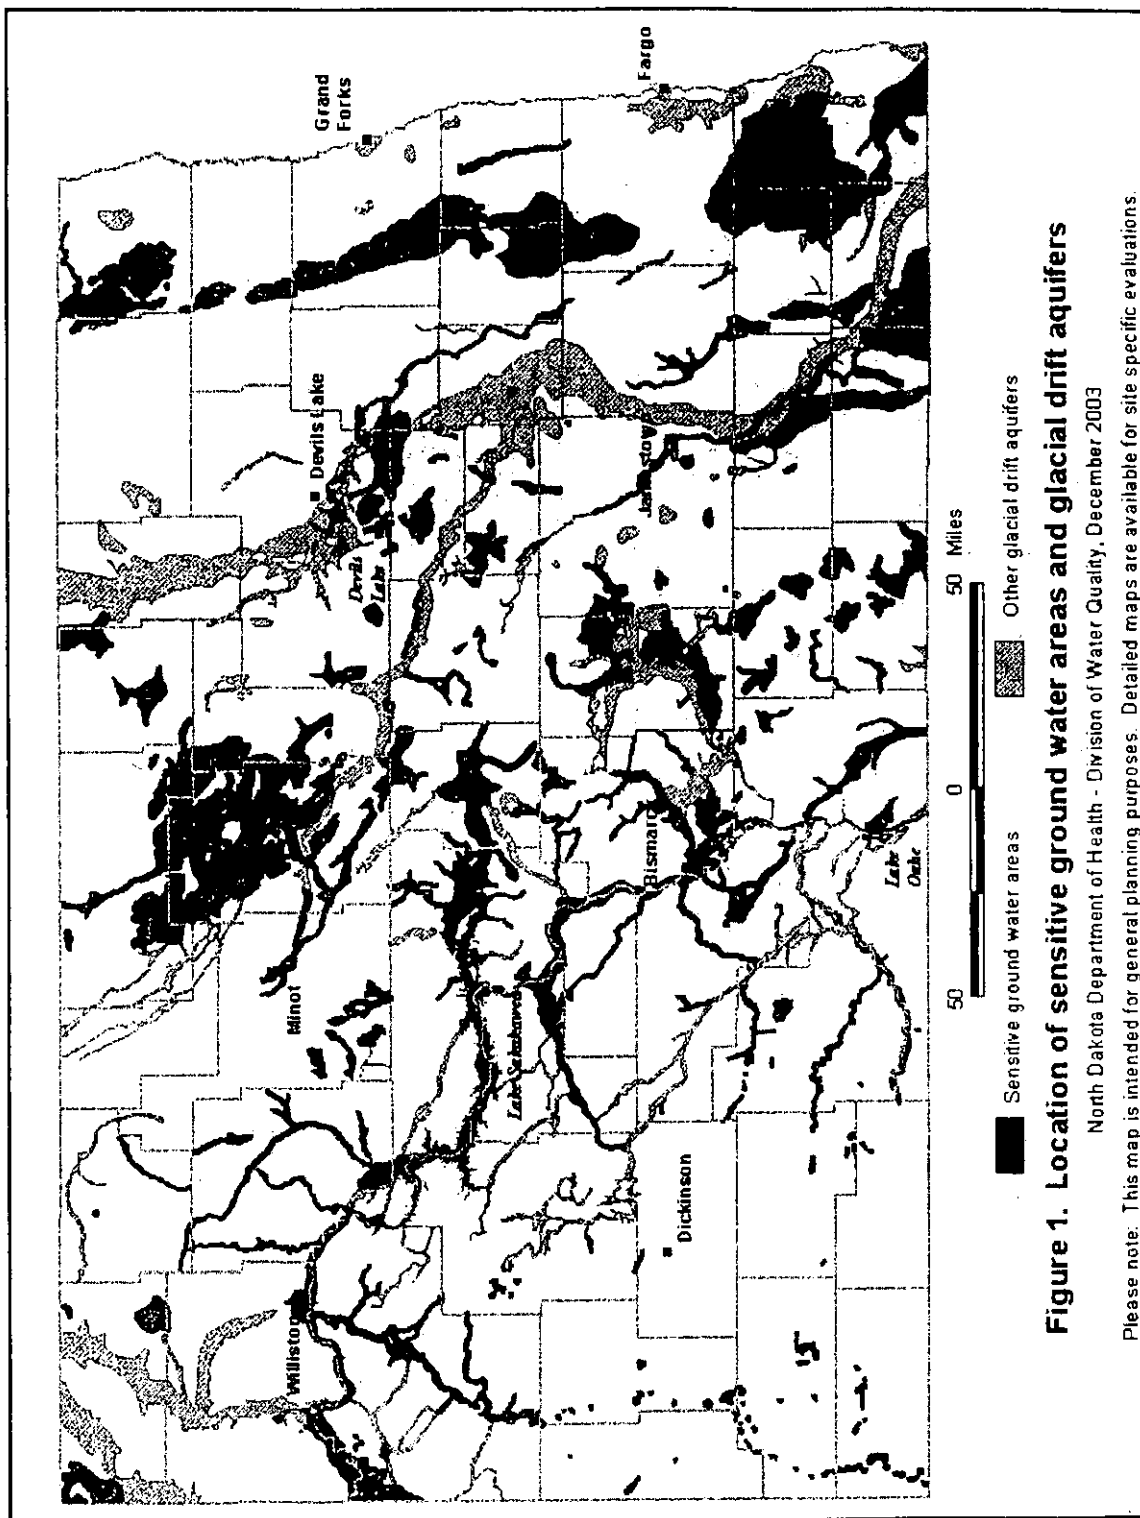 Grand
Forks
Fargo
Devils Lake
Devils
Lake
Jamestown
Minot
Bismarck
Lake Sakakawea
Lake
Oahe
Williston
Dickinson
50 0 50 Miles
Sensitive ground water areas
Other glacial drift aquifers
Figure 1. Location of sensitive ground water areas and glacial drift aquifers
North Dakota Department of Health - Division of Water Quality, December 2003
Please note: This map is intended for general planning purposes. Detailed maps are available for site specific evaluations.